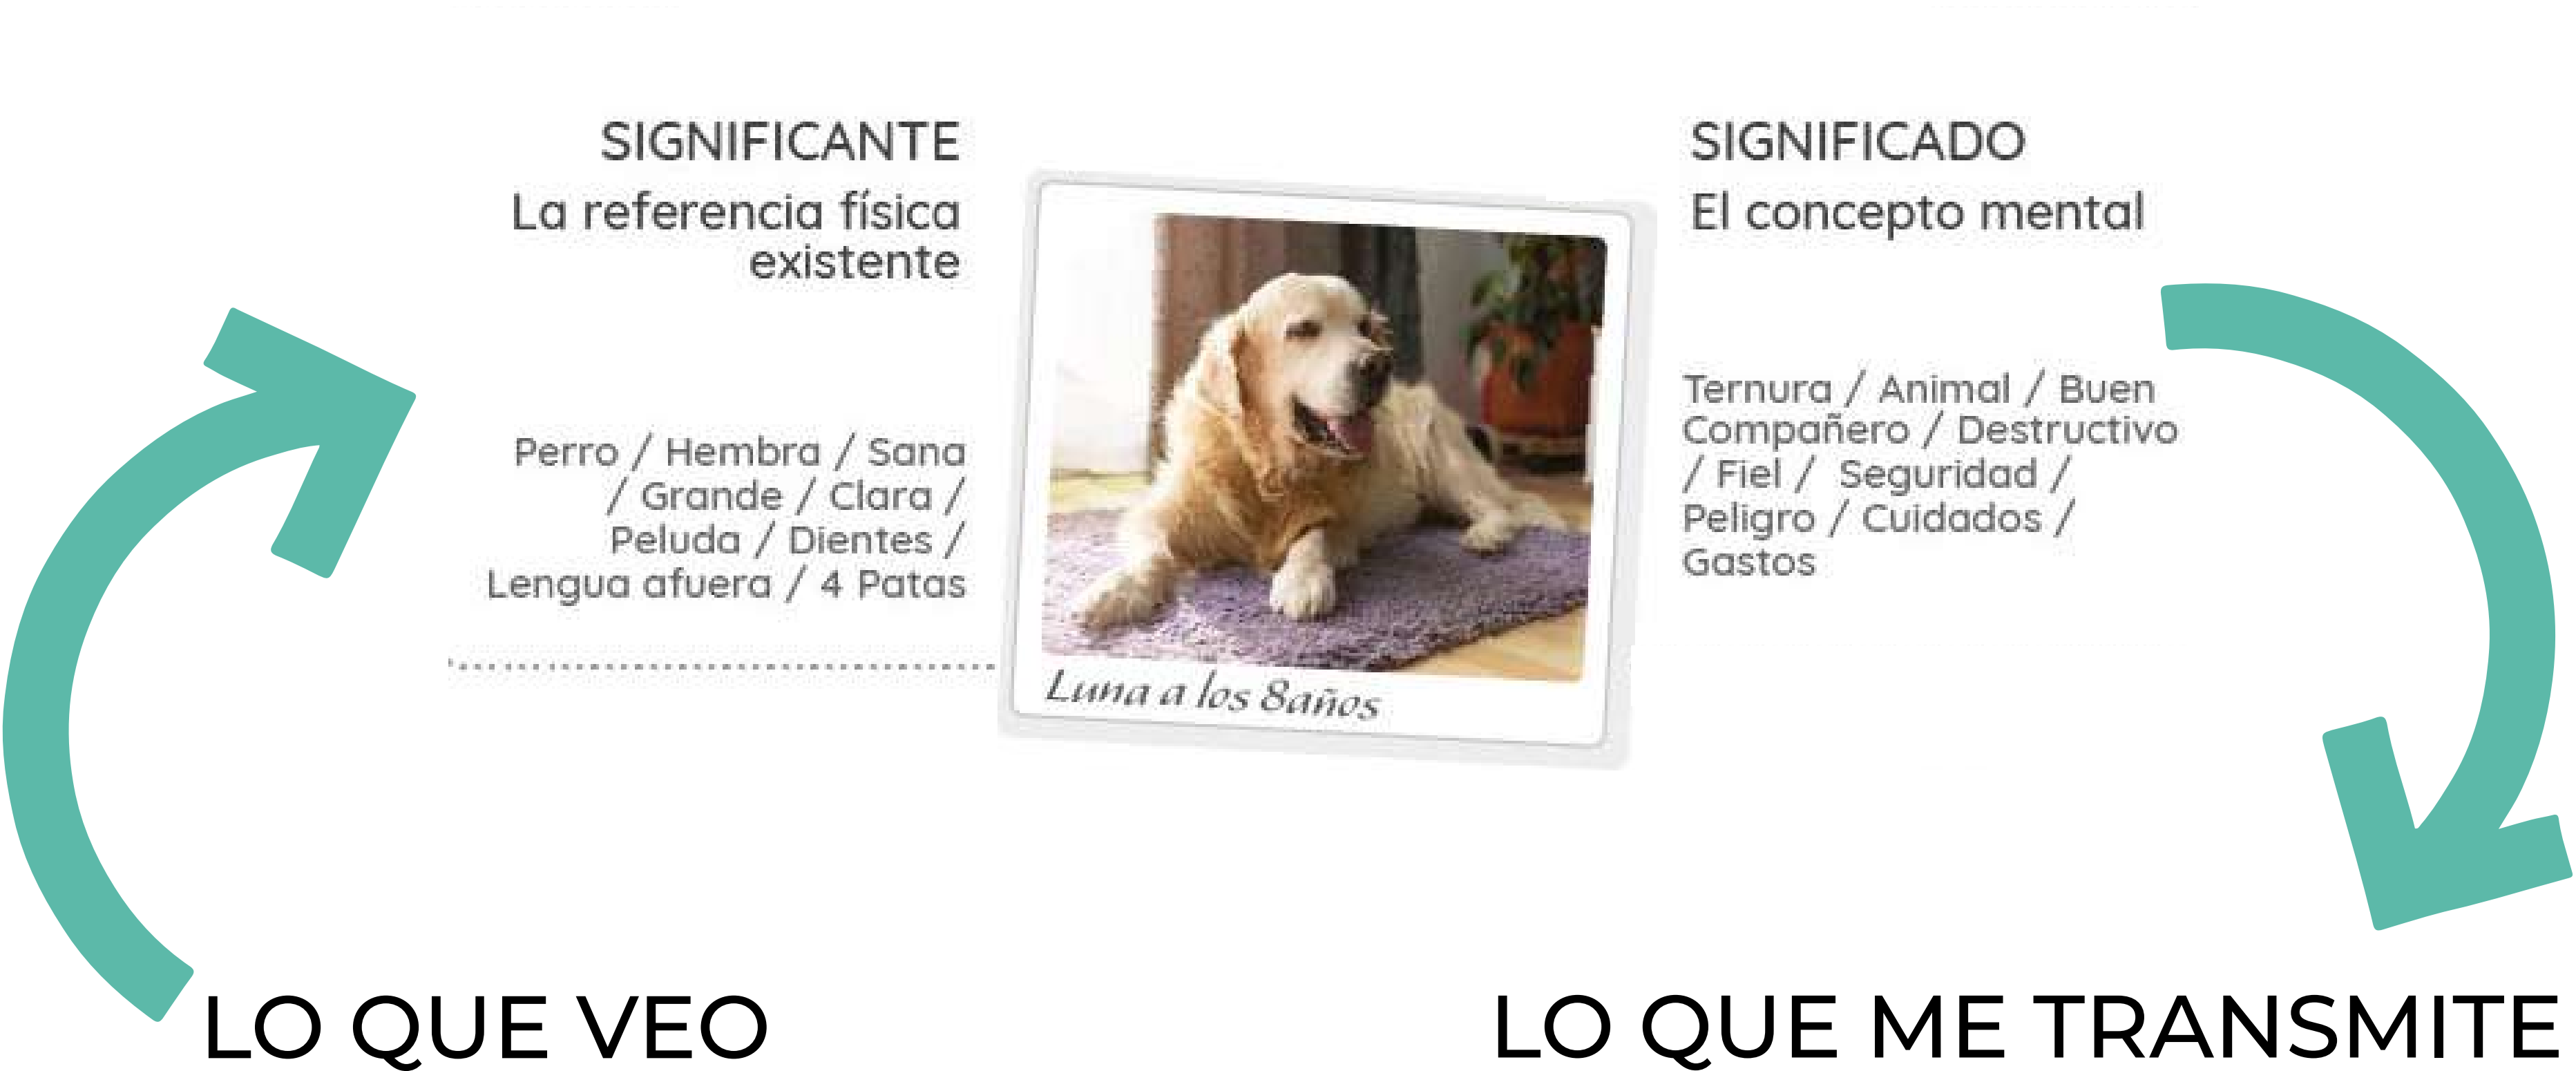 SIGNIFICANTE
La referencia física
existente
Perro / Hembra / Sana
/ Grande / Clara /
Peluda / Dientes /
Lengua afuera / 4 Patas
Luna a los 8años
SIGNIFICADO
El concepto mental
Ternura / Animal / Buen
Compañero / Destructivo
/ Fiel / Seguridad /
Peligro / Cuidados /
Gastos
LO QUE VEO
LO QUE ME TRANSMITE